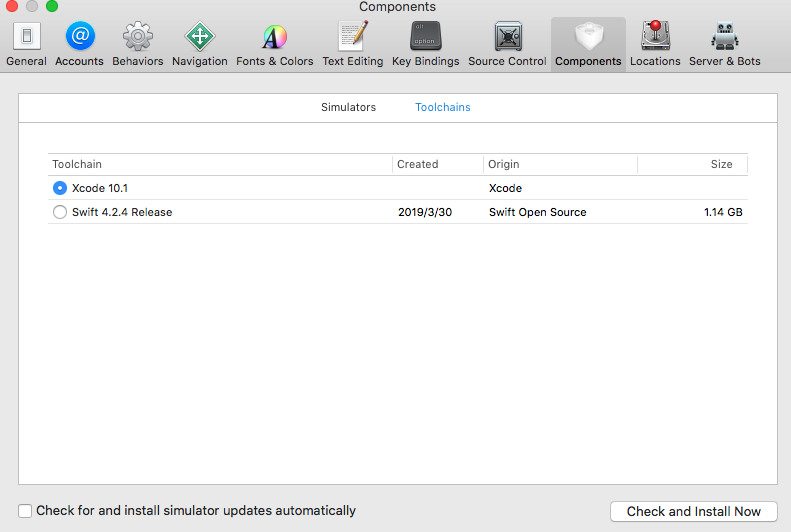 Components
General Accounts Behaviors Navigation Fonts & Colors Text Editing Key Bindings Source Control Components Locations Server & Bots
Simulators Toolchains
Toolchain Created Origin Size
Xcode 10.1 Xcode
Swift 4.2.4 Release 2019/3/30 Swift Open Source 1.14 GB
Check for and install simulator updates automatically Check and Install Now